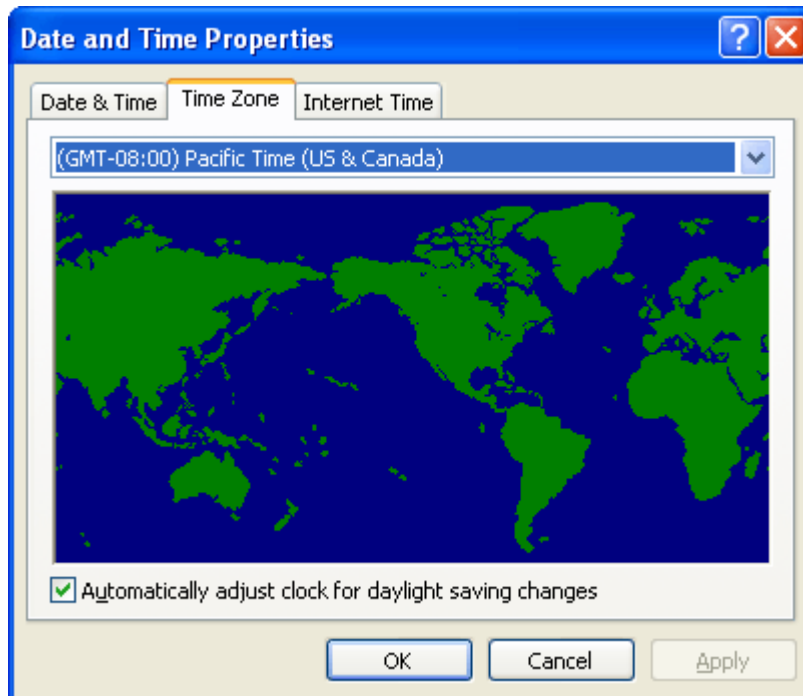 Date and Time Properties
Date & Time Time Zone Internet Time
(GMT-08:00) Pacific Time (US & Canada)
Automatically adjust clock for daylight saving changes
OK Cancel Apply